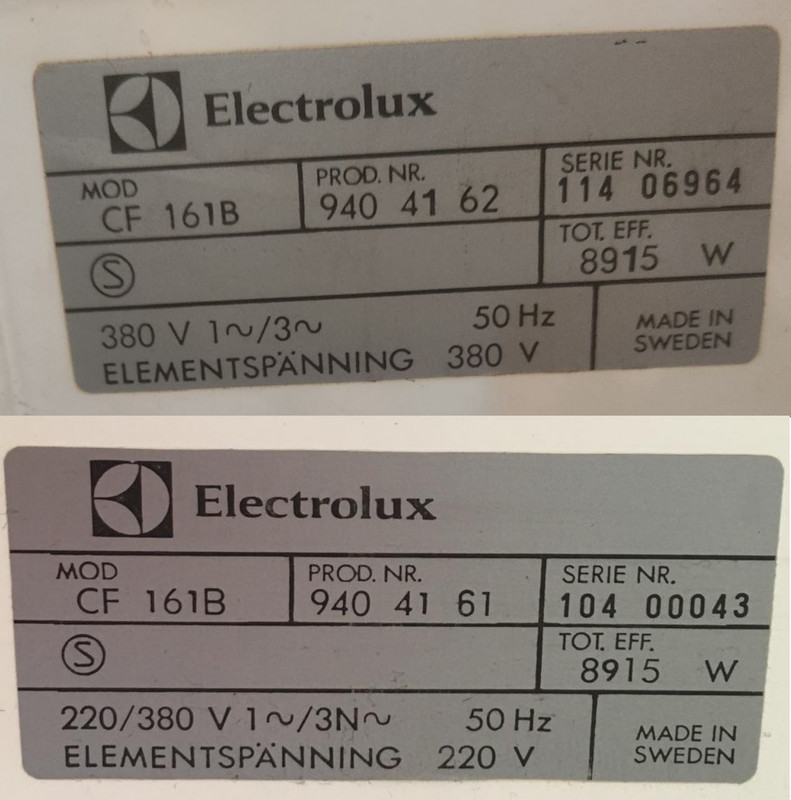 Electrolux
MOD PROD. NR. SERIE NR.
CF 161B 940 41 62 114 06964
TOT. EFF.
S 8915 W
380 V 1~/3~ 50 Hz MADE IN
ELEMENTSPÄNNING 380 V SWEDEN
Electrolux
MOD PROD. NR. SERIE NR.
CF 161B 940 41 61 104 00043
TOT. EFF.
S 8915 W
220/380 V 1~/3N~ 50 Hz MADE IN
ELEMENTSPÄNNING 220 V SWEDEN